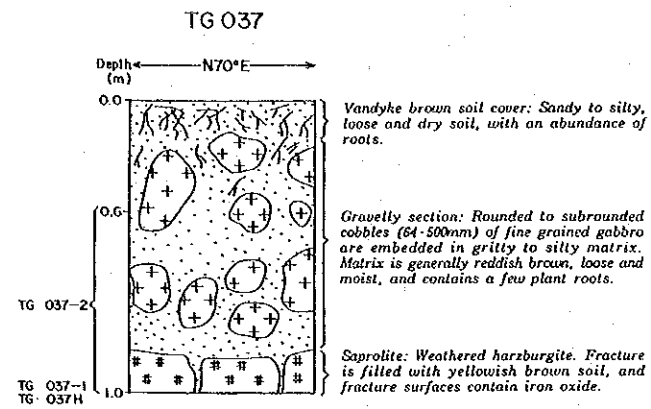 TG 037
Depth
(m)
N70°E
0.0
Vandyke brown soil cover: Sandy to silty,
loose and dry soil, with an abundance of
roots.
0.6
Gravelly section: Rounded to subrounded
cobbles (64-500mm) of fine grained gabbro
are embedded in gritty to silty matrix.
Matrix is generally reddish brown, loose and
moist, and contains a few plant roots.
TG 037-2
Saprolite: Weathered harzburgite. Fracture
is filled with yellowish brown soil, and
fracture surfaces contain iron oxide.
TG 037-1
TG 037H
1.0